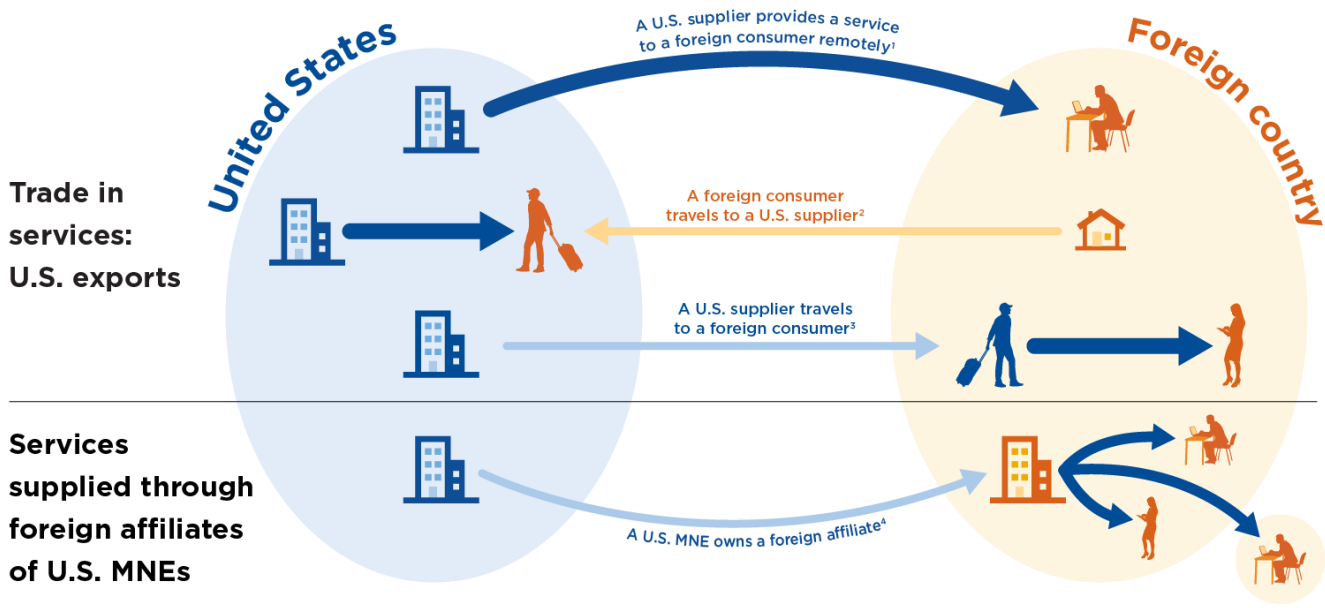 United States
Foreign country
A U.S. supplier provides a service
to a foreign consumer remotely¹
Trade in
services:
U.S. exports
A foreign consumer
travels to a U.S. supplier²
A U.S. supplier travels
to a foreign consumer³
Services
supplied through
foreign affiliates
of U.S. MNEs
A U.S. MNE owns a foreign affiliate⁴